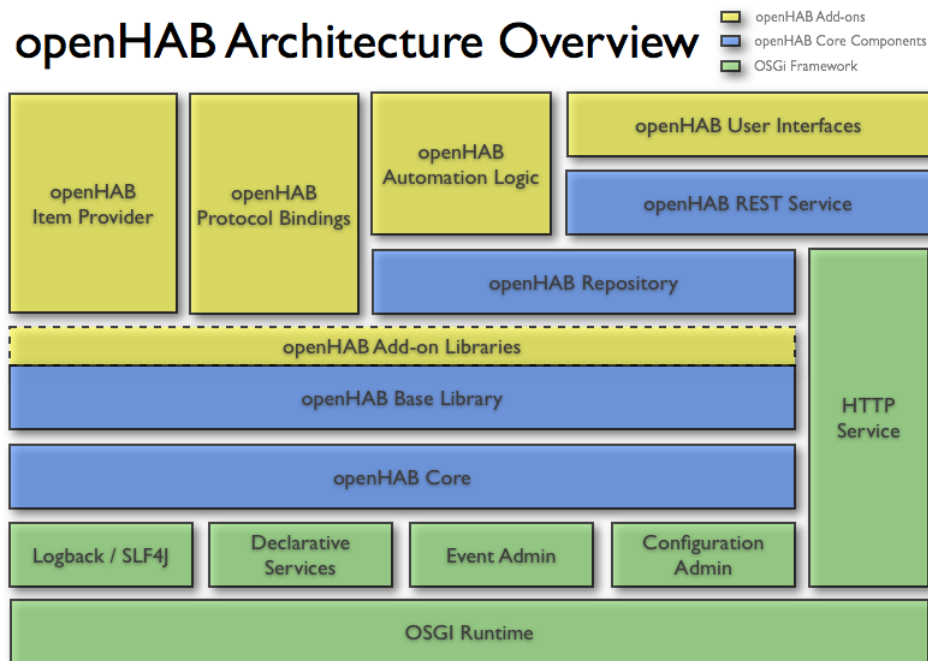 openHAB Architecture Overview
openHAB Add-ons
openHAB Core Components
OSGi Framework
openHAB
Item Provider
openHAB
Protocol Bindings
openHAB
Automation Logic
openHAB User Interfaces
openHAB REST Service
openHAB Repository
openHAB Add-on Libraries
openHAB Base Library
HTTP
Service
openHAB Core
Logback / SLF4J
Declarative
Services
Event Admin
Configuration
Admin
OSGI Runtime